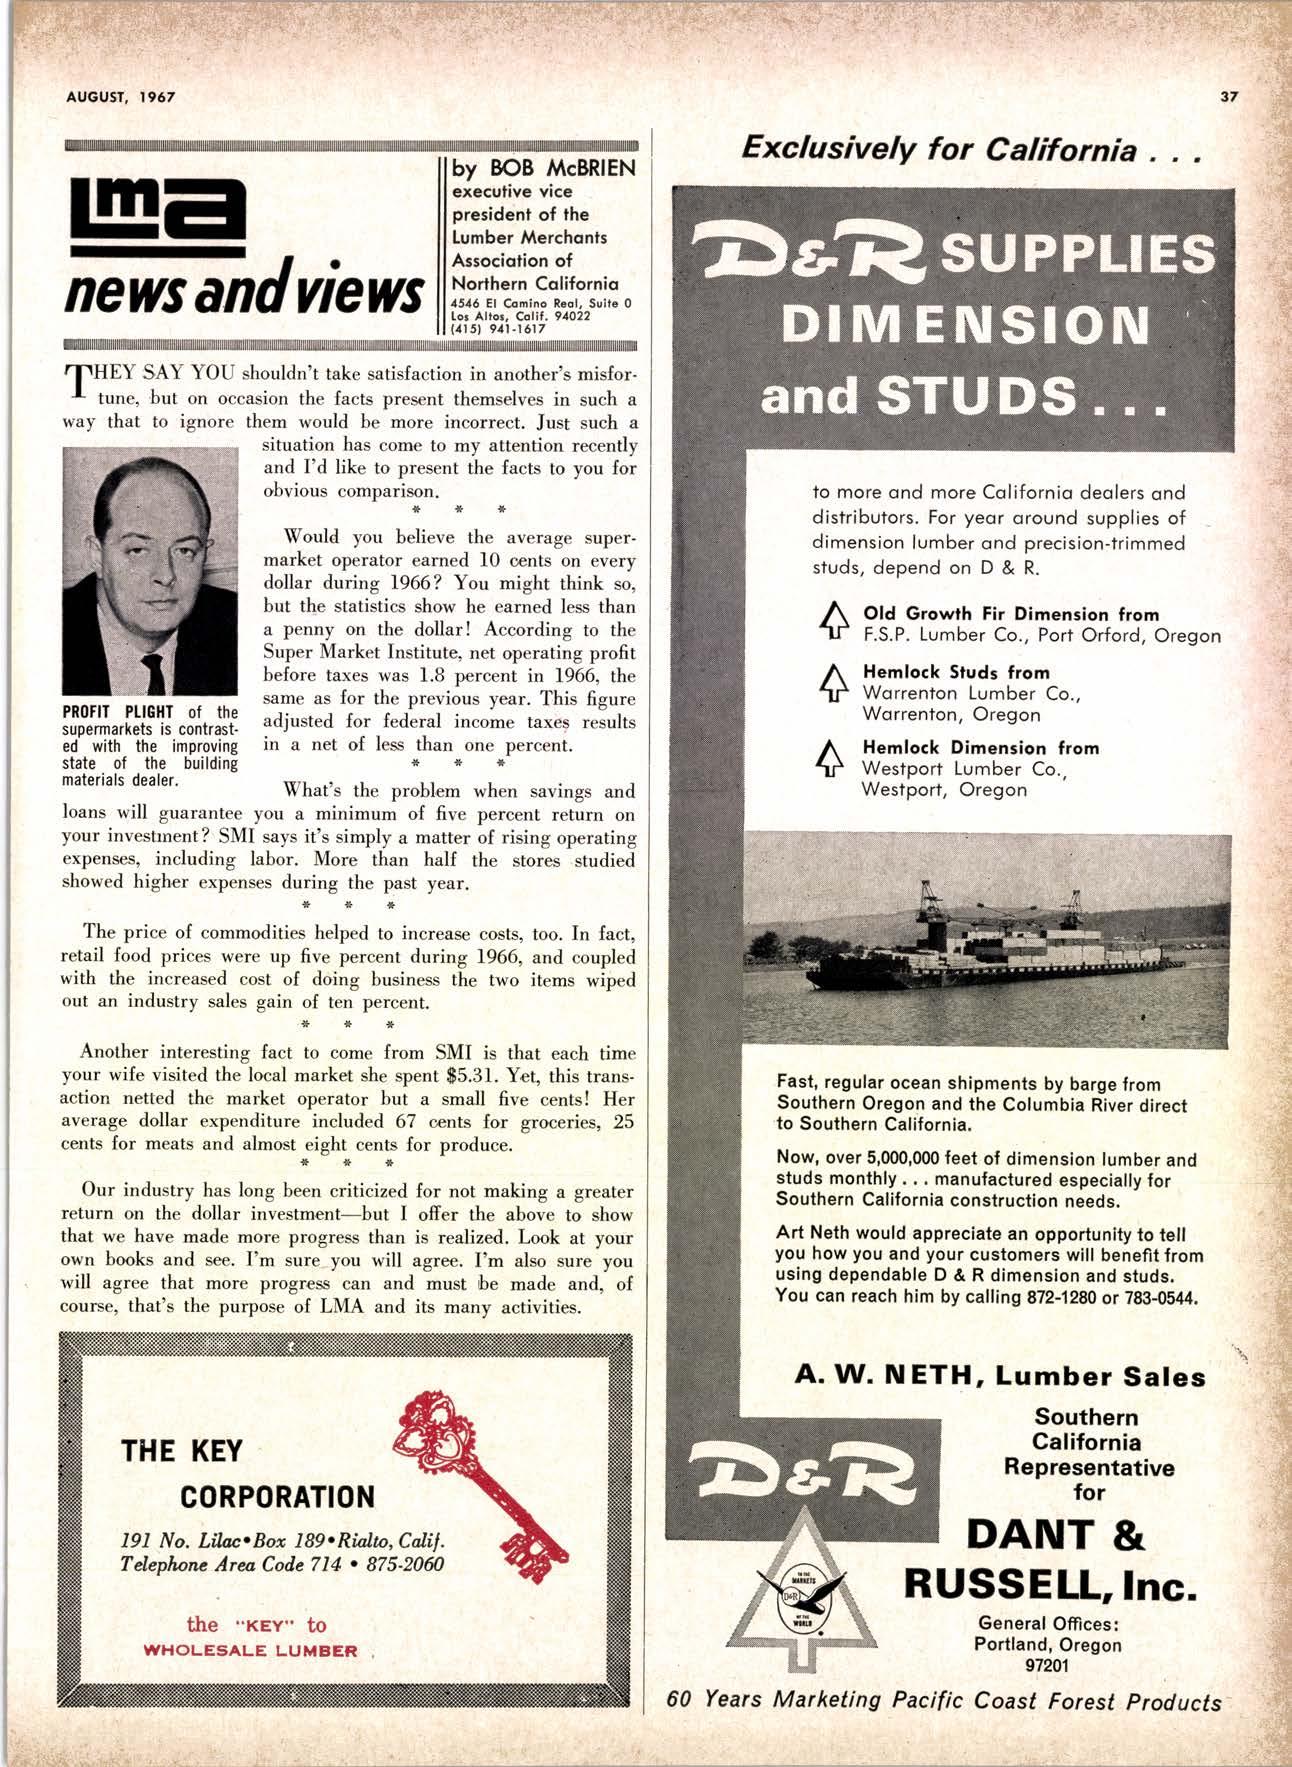 AUGUST, 1967
37
Lma
news and views
by BOB McBRIEN
executive vice
president of the
Lumber Merchants
Association of
Northern California
4546 El Camino Real, Suite O
Los Altos, Calif. 94022
(415) 941-1617
THEY SAY YOU shouldn't take satisfaction in another's misfor-
tune, but on occasion the facts present themselves in such a
way that to ignore them would be more incorrect. Just such a
situation has come to my attention recently
and I'd like to present the facts to you for
obvious comparison.
* * *
Would you believe the average super-
market operator earned 10 cents on every
dollar during 1966? You might think so,
but the statistics show he earned less than
a penny on the dollar! According to the
Super Market Institute, net operating profit
before taxes was 1.8 percent in 1966, the
same as for the previous year. This figure
adjusted for federal income taxes results
in a net of less than one percent.
* * *
PROFIT PLIGHT of the
supermarkets is contrast-
ed with the improving
state of the building
materials dealer.
What's the problem when savings and
loans will guarantee you a minimum of five percent return on
your investment? SMI says it's simply a matter of rising operating
expenses, including labor. More than half the stores studied
showed higher expenses during the past year.
* * *
The price of commodities helped to increase costs, too. In fact,
retail food prices were up five percent during 1966, and coupled
with the increased cost of doing business the two items wiped
out an industry sales gain of ten percent.
* * *
Another interesting fact to come from SMI is that each time
your wife visited the local market she spent $5.31. Yet, this trans-
action netted the market operator but a small five cents! Her
average dollar expenditure included 67 cents for groceries, 25
cents for meats and almost eight cents for produce.
* * *
Our industry has long been criticized for not making a greater
return on the dollar investment—but I offer the above to show
that we have made more progress than is realized. Look at your
own books and see. I'm sure you will agree. I'm also sure you
will agree that more progress can and must be made and, of
course, that's the purpose of LMA and its many activities.
THE KEY
CORPORATION
191 No. Lilac•Box 189•Rialto, Calif.
Telephone Area Code 714 • 875-2060
the "KEY" to
WHOLESALE LUMBER
Exclusively for California . . .
D&R SUPPLIES
DIMENSION
and STUDS . . .
to more and more California dealers and
distributors. For year around supplies of
dimension lumber and precision-trimmed
studs, depend on D & R.
Old Growth Fir Dimension from
F.S.P. Lumber Co., Port Orford, Oregon
Hemlock Studs from
Warrenton Lumber Co.,
Warrenton, Oregon
Hemlock Dimension from
Westport Lumber Co.,
Westport, Oregon
Fast, regular ocean shipments by barge from
Southern Oregon and the Columbia River direct
to Southern California.
Now, over 5,000,000 feet of dimension lumber and
studs monthly . . . manufactured especially for
Southern California construction needs.
Art Neth would appreciate an opportunity to tell
you how you and your customers will benefit from
using dependable D & R dimension and studs.
You can reach him by calling 872-1280 or 783-0544.
A. W. NETH, Lumber Sales
Southern
California
Representative
for
DANT &
RUSSELL, Inc.
General Offices:
Portland, Oregon
97201
D&R
TO THE
MARKETS
D&R
OF THE
WORLD
60 Years Marketing Pacific Coast Forest Products